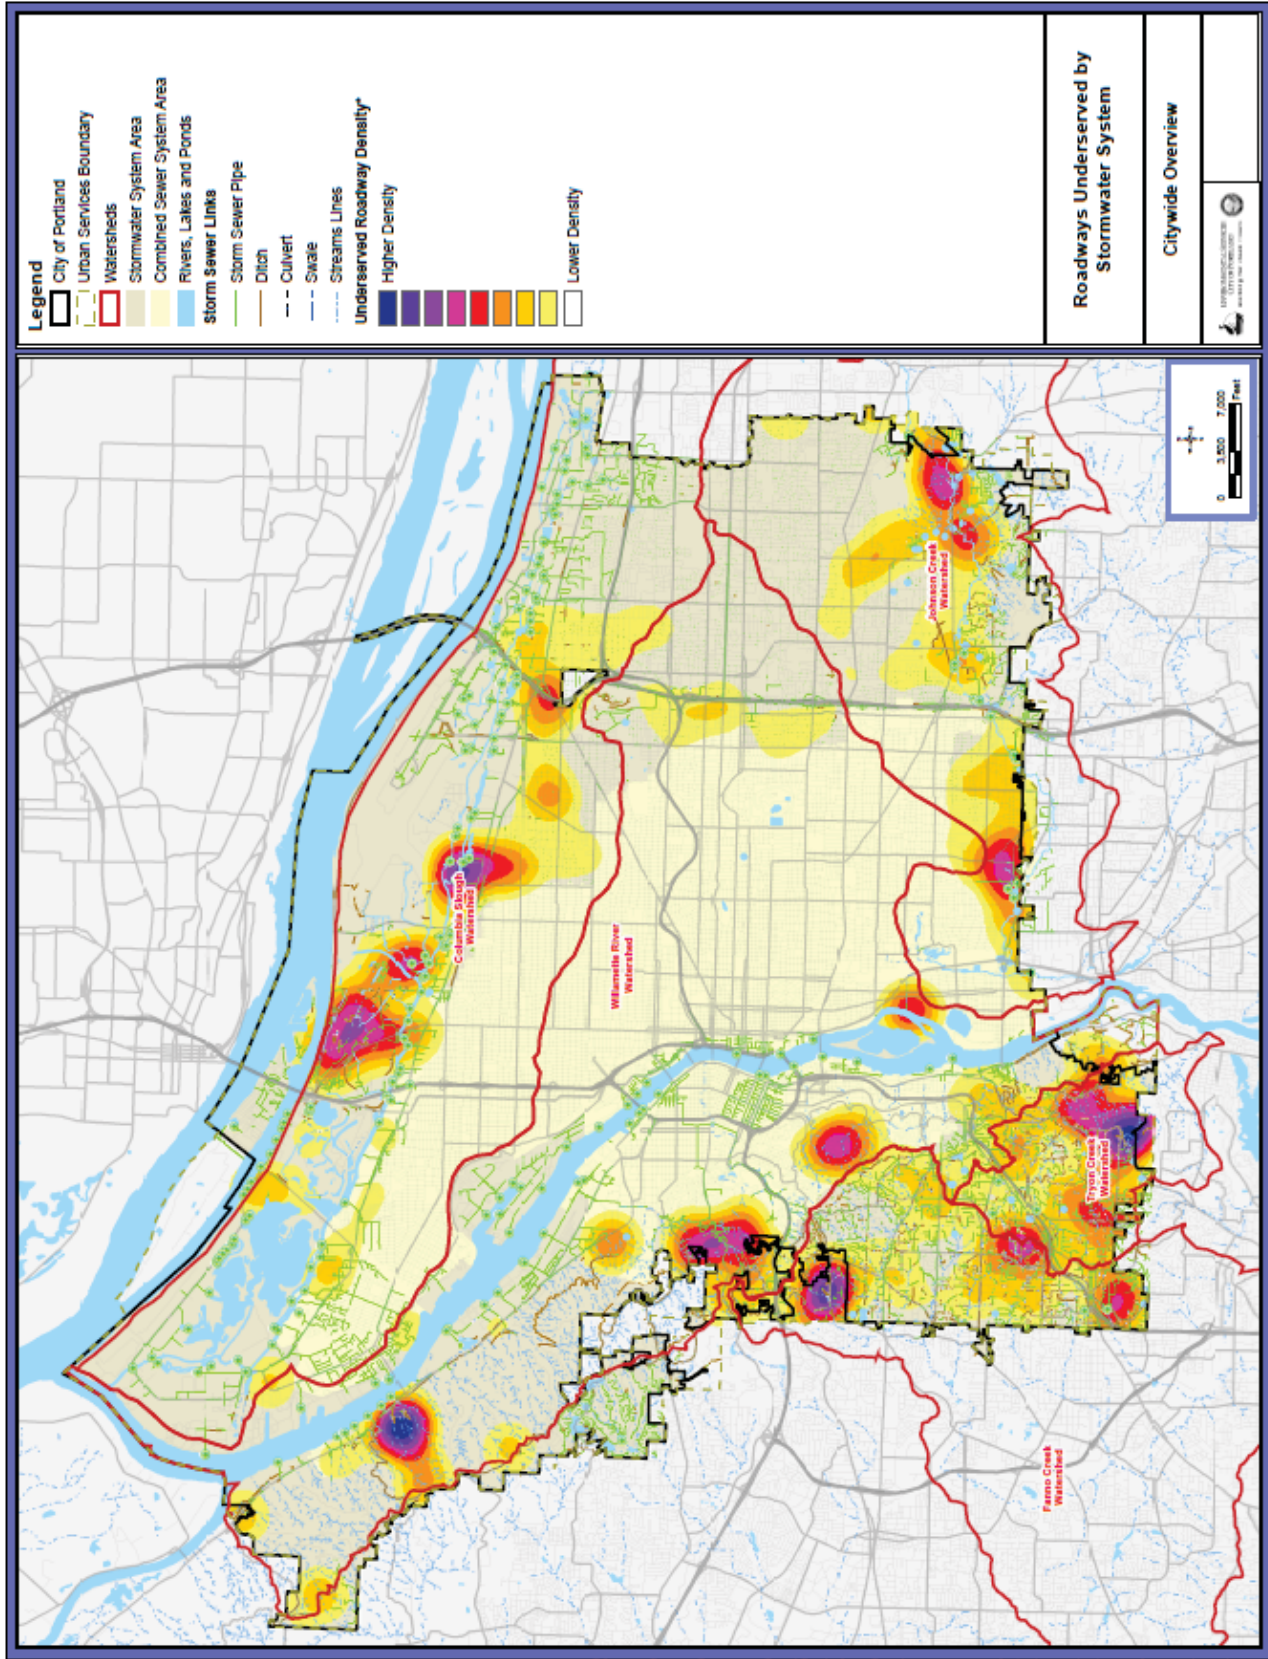 Legend
City of Portland
Urban Services Boundary
Watersheds
Stormwater System Area
Combined Sewer System Area
Rivers, Lakes and Ponds
Storm Sewer Links
Storm Sewer Pipe
Ditch
Culvert
Swale
Streams Lines
Underserved Roadway Density*
Higher Density
Lower Density
Roadways Underserved by
Stormwater System
Citywide Overview
Columbia Slough
Watershed
Willamette River
Watershed
Johnson Creek
Watershed
Tryon Creek
Watershed
Fanno Creek
Watershed
0 3,500 7,000
Feet